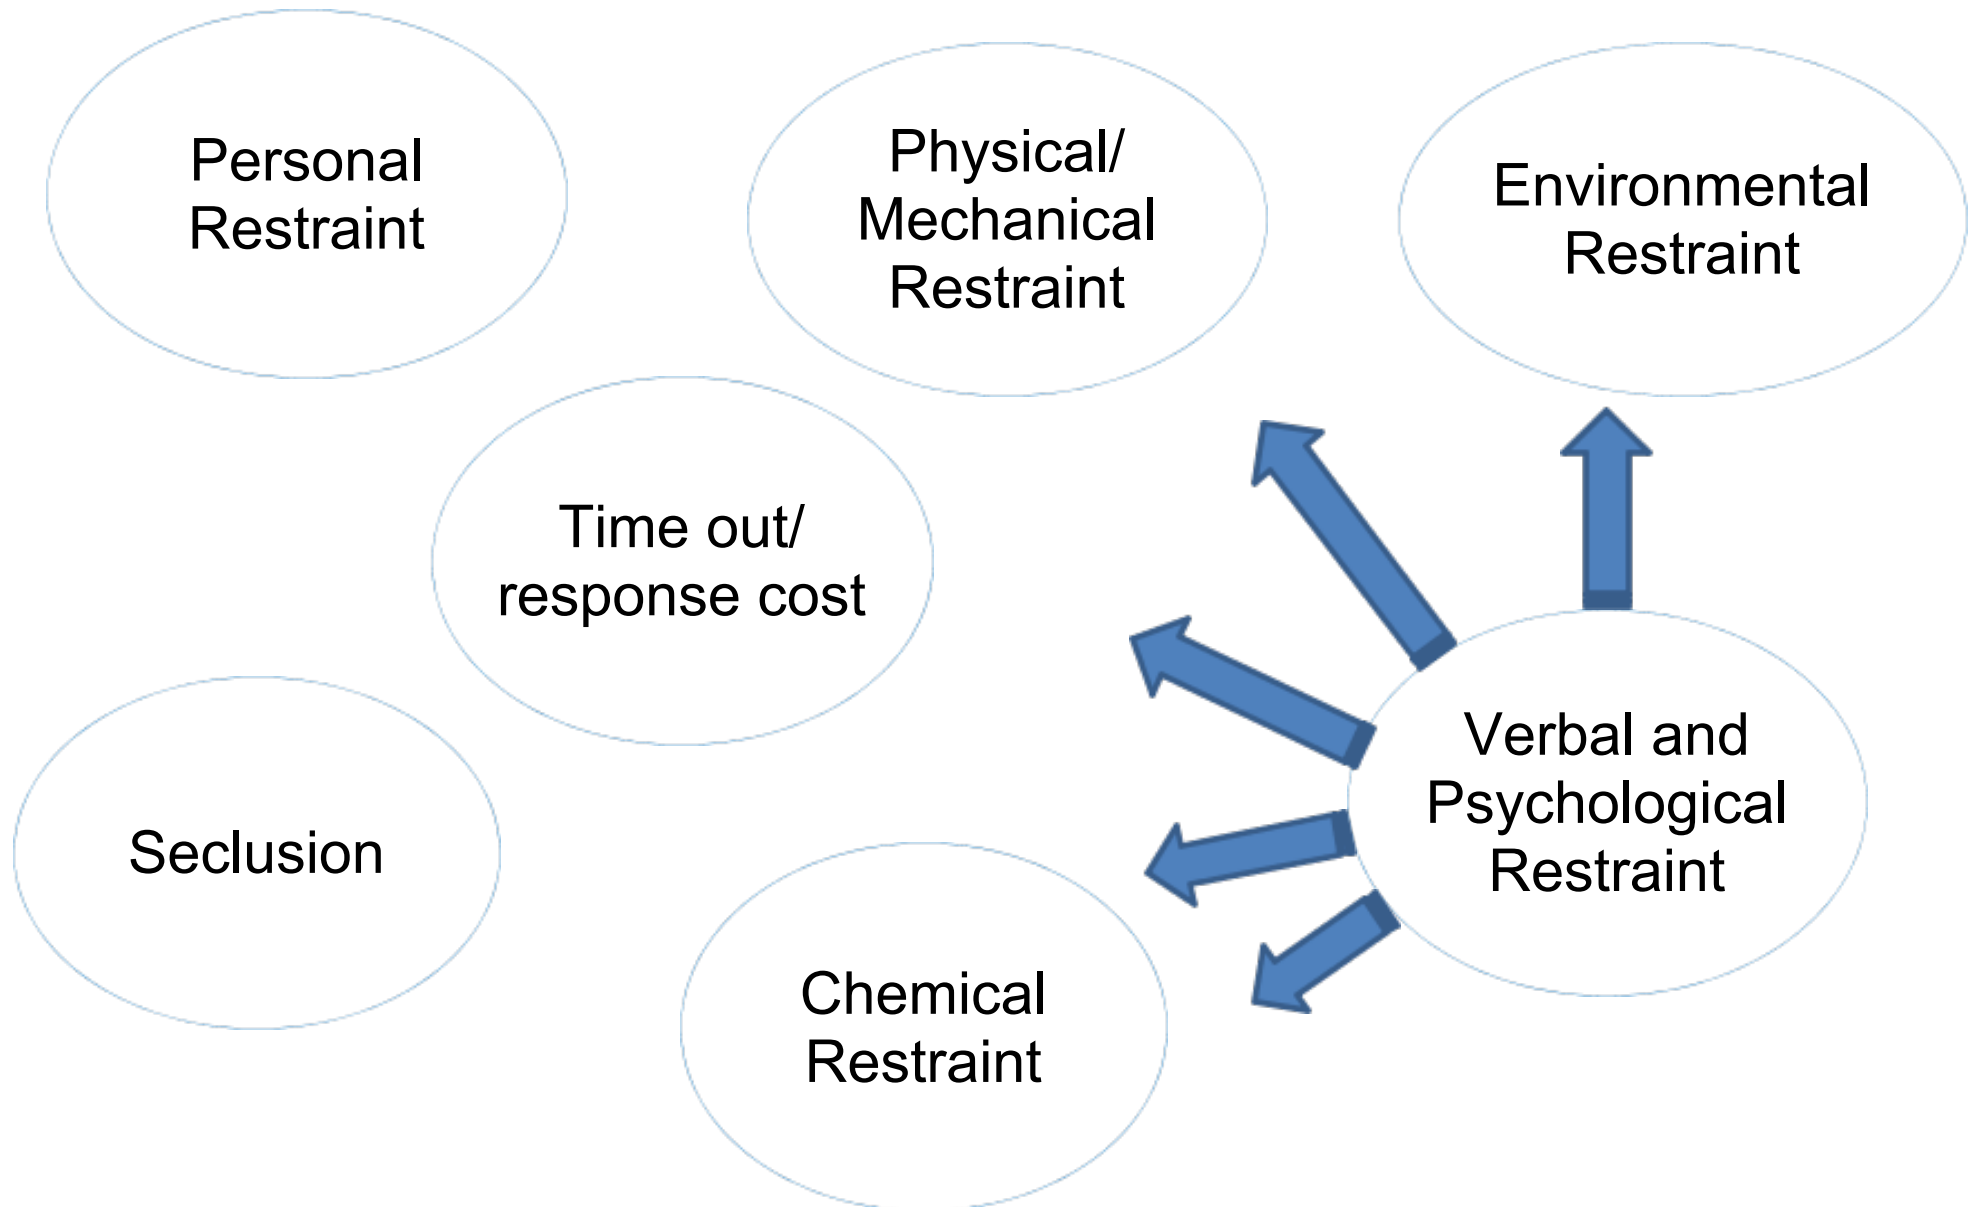 Personal
Restraint
Physical/
Mechanical
Restraint
Environmental
Restraint
Time out/
response cost
Seclusion
Chemical
Restraint
Verbal and
Psychological
Restraint